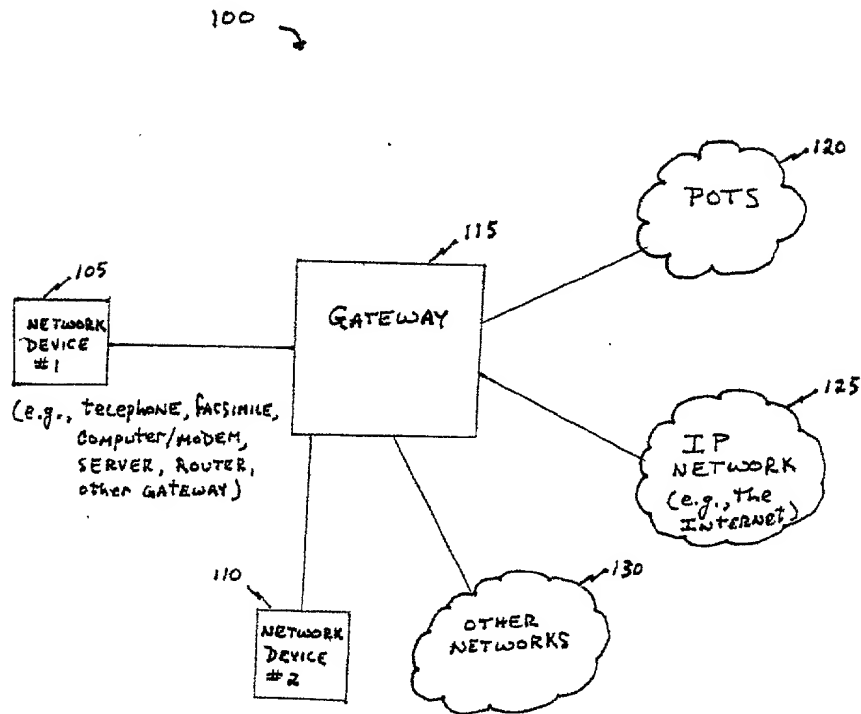 100
120
POTS
115
GATEWAY
105
NETWORK
DEVICE
#1
(e.g., telephone, facsimile,
computer/modem,
SERVER, ROUTER,
other GATEWAY)
125
IP
NETWORK
(e.g., the
INTERNET)
110
NETWORK
DEVICE
#2
130
OTHER
NETWORKS